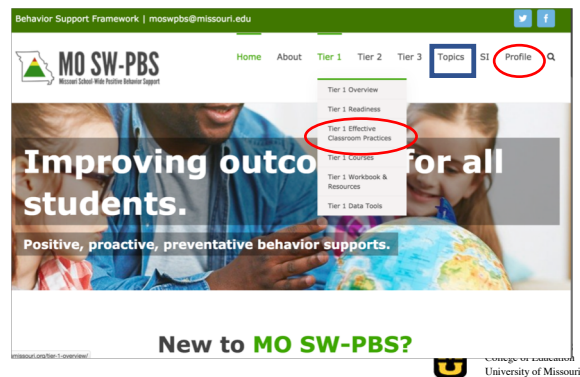 Behavior Support Framework | moswpbs@missouri.edu
MO SW-PBS
Missouri School-Wide Positive Behavior Support
Home About Tier 1 Tier 2 Tier 3 Topics SI Profile
Tier 1 Overview
Tier 1 Readiness
Tier 1 Effective
Classroom Practices
Tier 1 Courses
Tier 1 Workbook &
Resources
Tier 1 Data Tools
Improving outco for all
students.
Positive, proactive, preventative behavior supports.
New to MO SW-PBS?
emissouri.org/tier-1-overview/
College of Education
University of Missouri